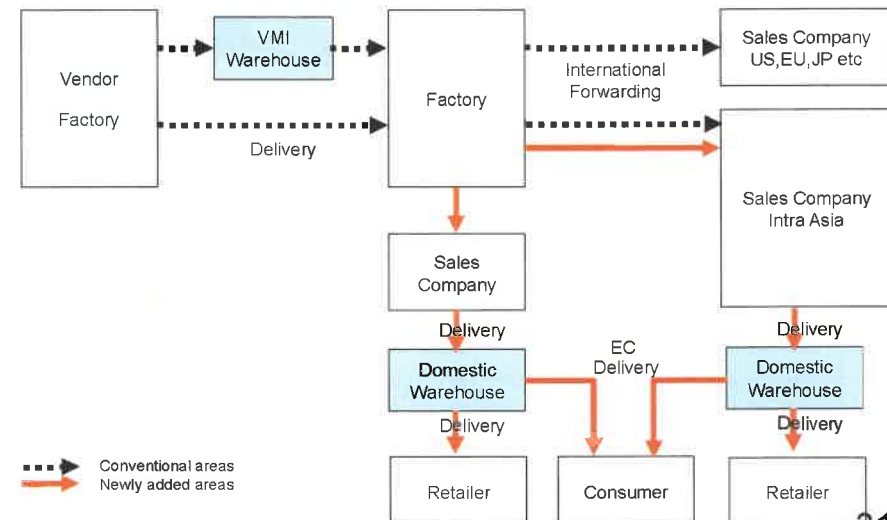 VMI
Warehouse
Vendor
Factory
Delivery
Factory
International
Forwarding
Sales Company
US,EU,JP etc
Sales Company
Intra Asia
Sales
Company
Delivery
Domestic
Warehouse
Delivery
EC
Delivery
Delivery
Domestic
Warehouse
Delivery
Retailer
Consumer
Retailer
Conventional areas
Newly added areas